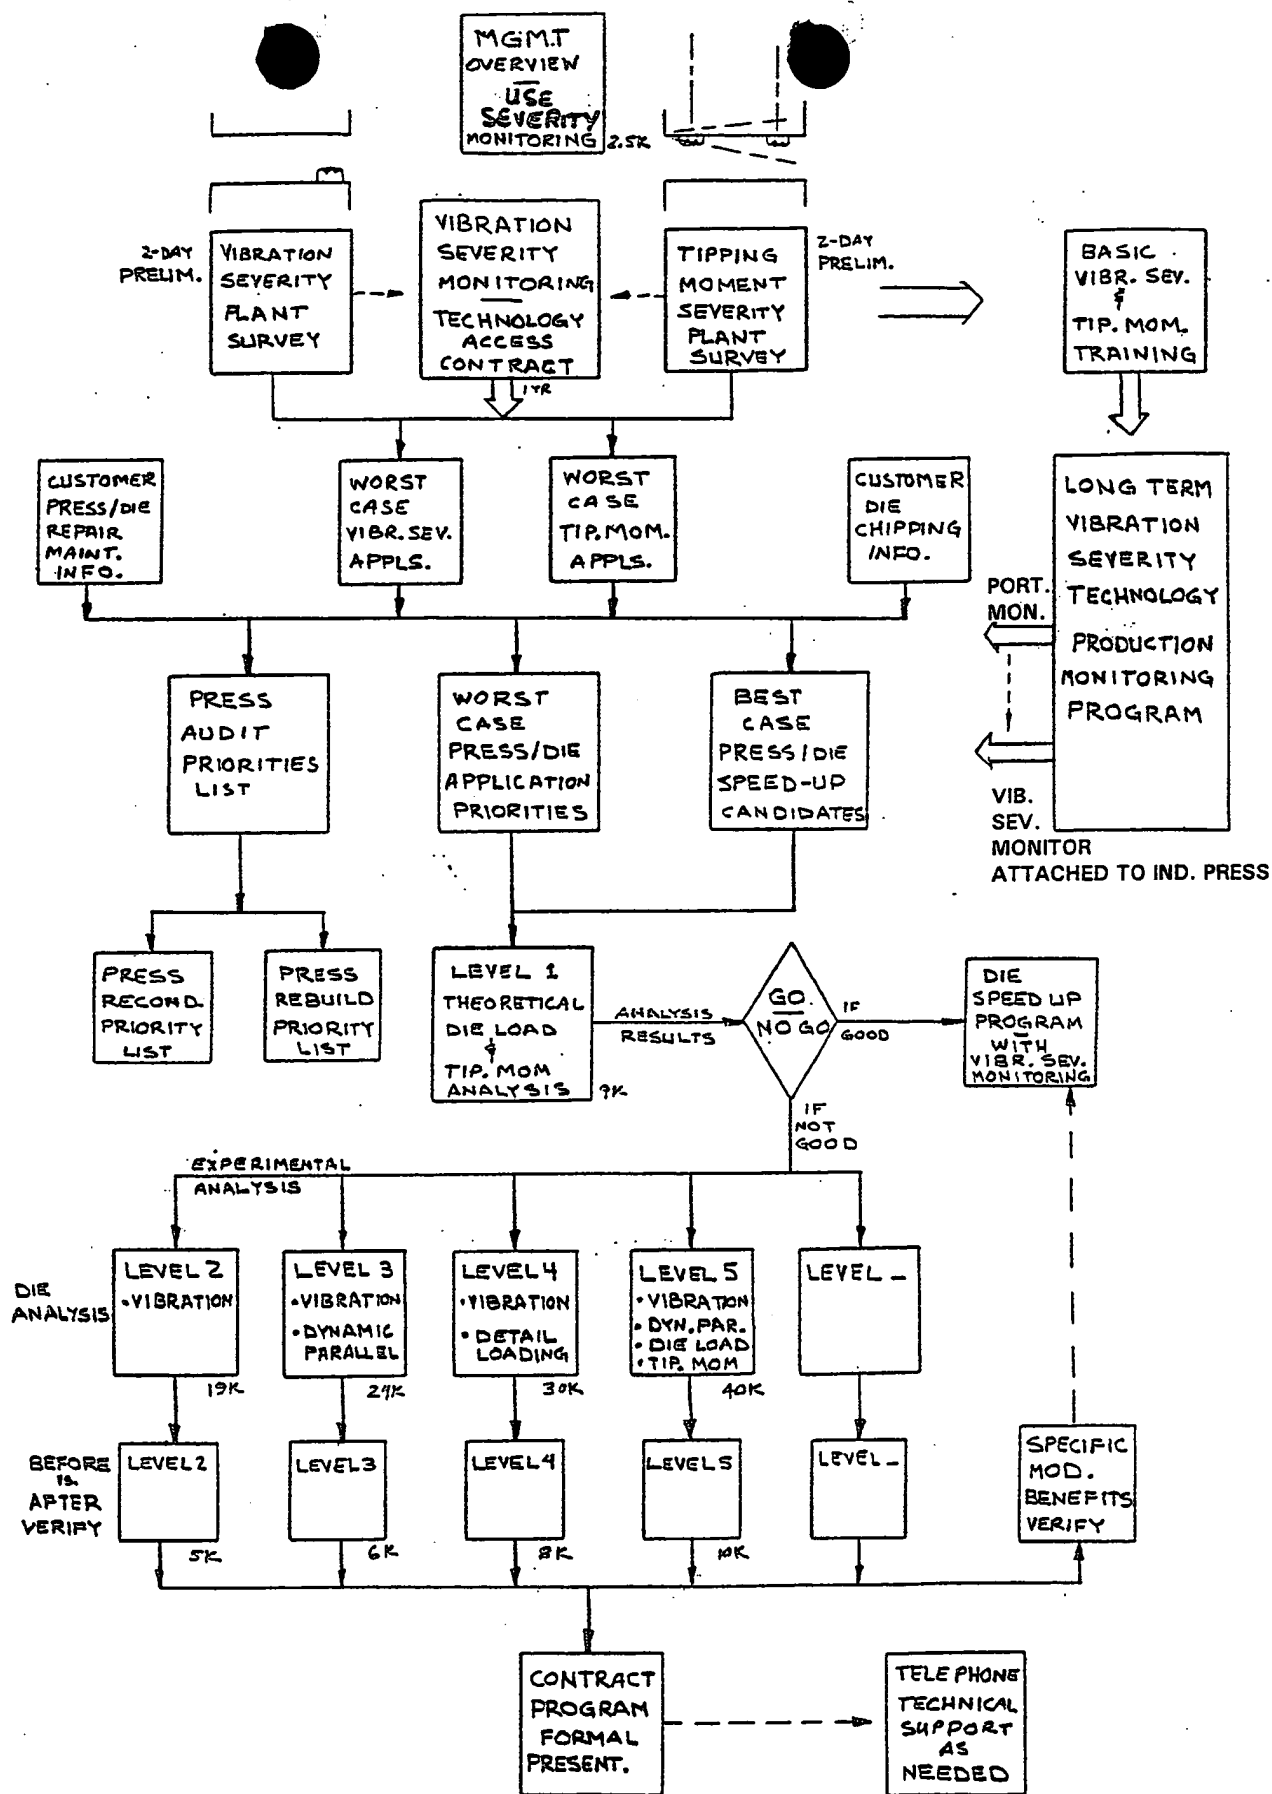 MGM.T
OVERVIEW
—
USE
SEVERITY
MONITORING
2.5K
2-DAY
PRELIM.
VIBRATION
SEVERITY
PLANT
SURVEY
VIBRATION
SEVERITY
MONITORING
—
TECHNOLOGY
ACCESS
CONTRACT
1 YR
TIPPING
MOMENT
SEVERITY
PLANT
SURVEY
2-DAY
PRELIM.
BASIC
VIBR. SEV.
&
TIP. MOM.
TRAINING
CUSTOMER
PRESS/DIE
REPAIR
MAINT.
INFO.
WORST
CASE
VIBR. SEV.
APPLS.
WORST
CASE
TIP. MOM.
APPLS.
CUSTOMER
DIE
CHIPPING
INFO.
LONG TERM
VIBRATION
SEVERITY
TECHNOLOGY
PRODUCTION
MONITORING
PROGRAM
PORT.
MON.
VIB.
SEV.
MONITOR
ATTACHED TO IND. PRESS
PRESS
AUDIT
PRIORITIES
LIST
WORST
CASE
PRESS/DIE
APPLICATION
PRIORITIES
BEST
CASE
PRESS/DIE
SPEED-UP
CANDIDATES
PRESS
RECOND.
PRIORITY
LIST
PRESS
REBUILD
PRIORITY
LIST
LEVEL 1
THEORETICAL
DIE LOAD
&
TIP. MOM
ANALYSIS
9K
ANALYSIS
RESULTS
GO.
NO GO
IF
GOOD
DIE
SPEED UP
PROGRAM
—
WITH
VIBR. SEV.
MONITORING
IF
NOT
GOOD
EXPERIMENTAL
ANALYSIS
DIE
ANALYSIS
LEVEL 2
• VIBRATION
19K
LEVEL 3
• VIBRATION
• DYNAMIC
PARALLEL
24K
LEVEL 4
• VIBRATION
• DETAIL
LOADING
30K
LEVEL 5
• VIBRATION
• DYN. PAR.
• DIE LOAD
• TIP. MOM
40K
LEVEL _
BEFORE
AFTER
VERIFY
LEVEL 2
5K
LEVEL 3
6K
LEVEL 4
8K
LEVEL 5
10K
LEVEL _
SPECIFIC
MOD.
BENEFITS
VERIFY
CONTRACT
PROGRAM
FORMAL
PRESENT.
TELEPHONE
TECHNICAL
SUPPORT
AS
NEEDED